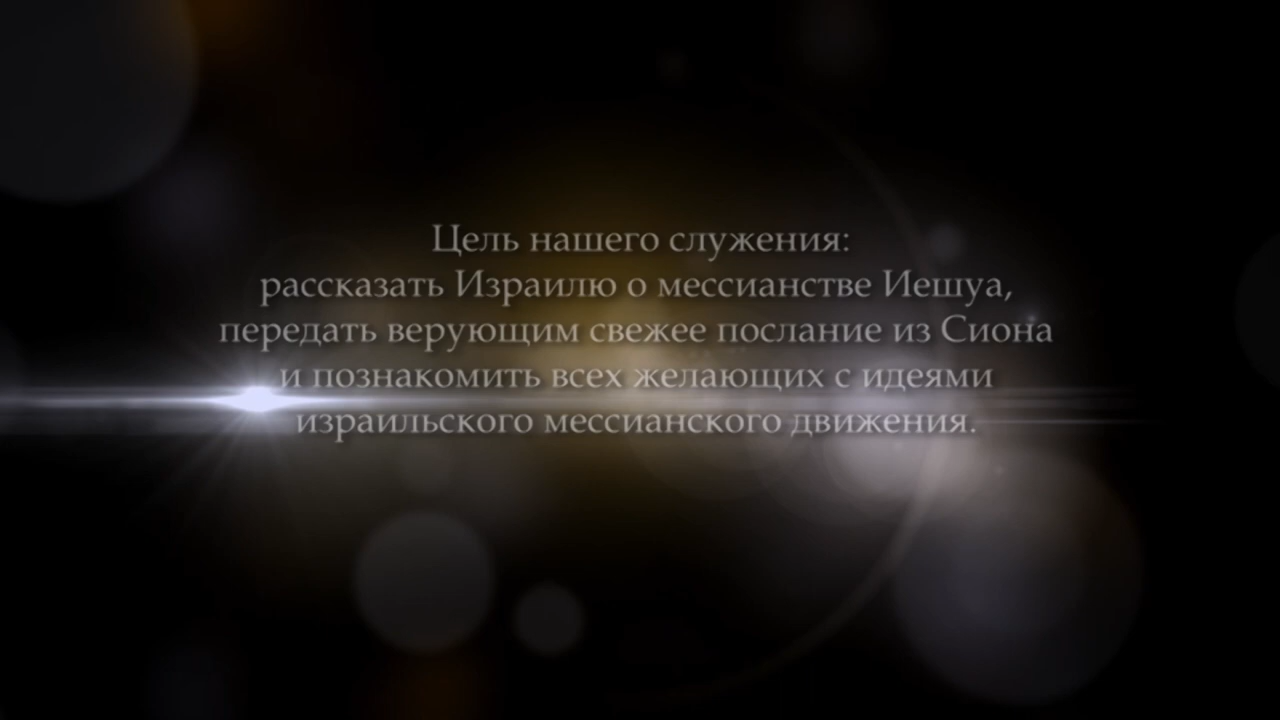 Цель нашего служения:
рассказать Израилю о мессианстве Иешуа,
передать верующим свежее послание из Сиона
и познакомить всех желающих с идеями
израильского мессианского движения.